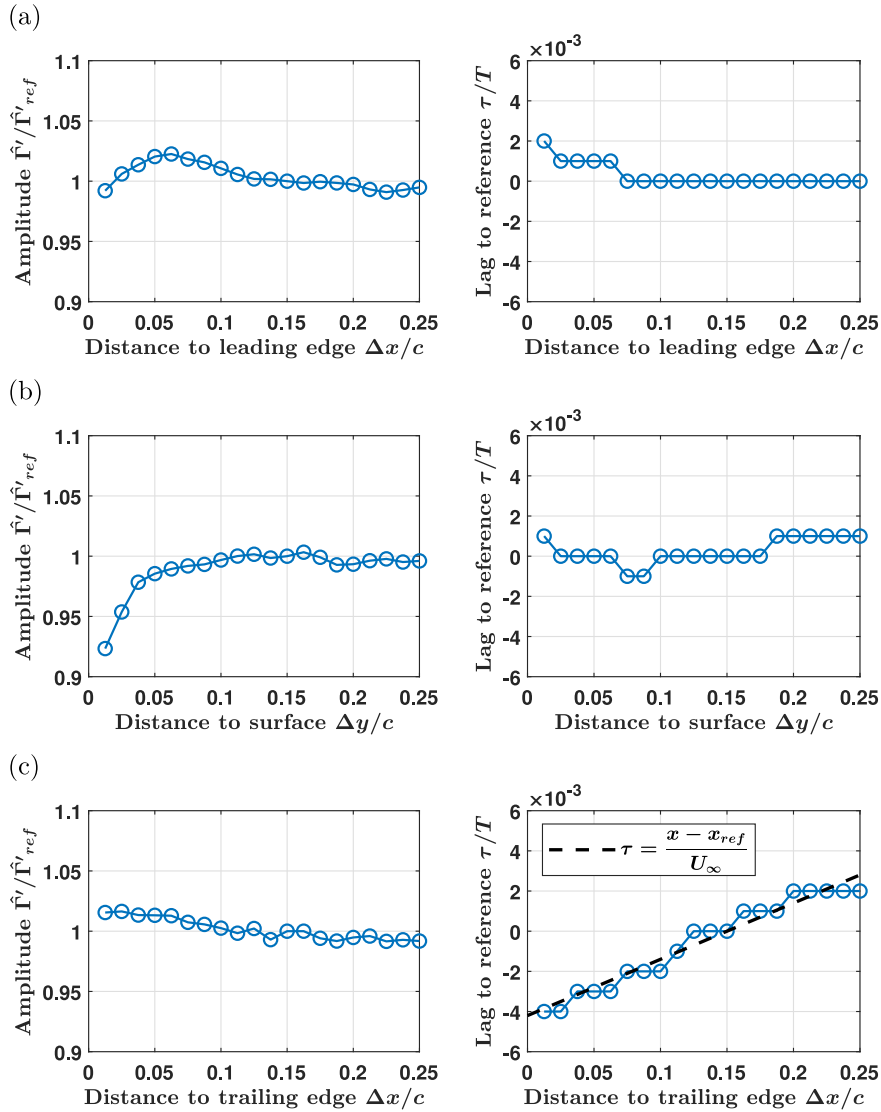 (a)
Amplitude Γ̂′/Γ̂′ref
1.1
1.05
1
0.95
0.9
0 0.05 0.1 0.15 0.2 0.25
Distance to leading edge Δx/c
×10⁻³
Lag to reference τ/T
6
4
2
0
-2
-4
-6
0 0.05 0.1 0.15 0.2 0.25
Distance to leading edge Δx/c
(b)
Amplitude Γ̂′/Γ̂′ref
1.1
1.05
1
0.95
0.9
0 0.05 0.1 0.15 0.2 0.25
Distance to surface Δy/c
×10⁻³
Lag to reference τ/T
6
4
2
0
-2
-4
-6
0 0.05 0.1 0.15 0.2 0.25
Distance to surface Δy/c
(c)
Amplitude Γ̂′/Γ̂′ref
1.1
1.05
1
0.95
0.9
0 0.05 0.1 0.15 0.2 0.25
Distance to trailing edge Δx/c
×10⁻³
Lag to reference τ/T
6
4
2
0
-2
-4
-6
τ = (x − xref)/U∞
0 0.05 0.1 0.15 0.2 0.25
Distance to trailing edge Δx/c